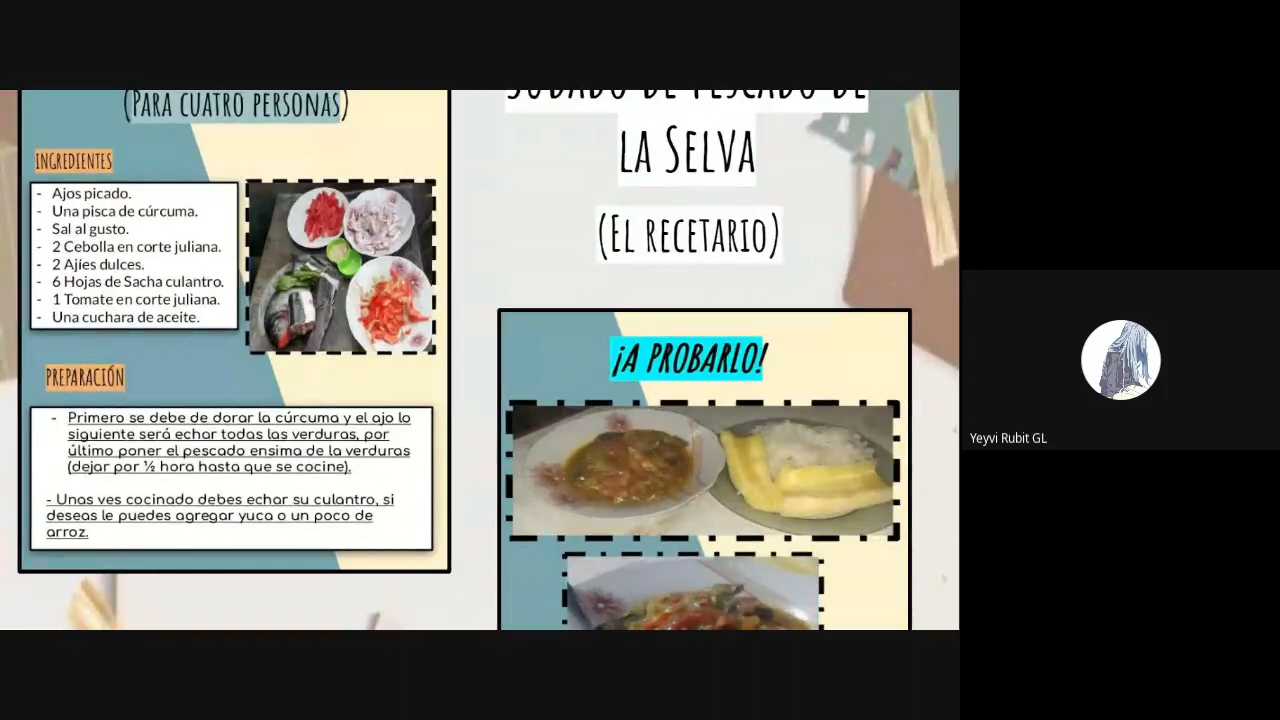 (Para cuatro personas)
INGREDIENTES
- Ajos picado.
- Una pisca de cúrcuma.
- Sal al gusto.
- 2 Cebolla en corte juliana.
- 2 Ajíes dulces.
- 6 Hojas de Sacha culantro.
- 1 Tomate en corte juliana.
- Una cuchara de aceite.
PREPARACIÓN
- Primero se debe de dorar la cúrcuma y el ajo lo
siguiente será echar todas las verduras, por
último poner el pescado ensima de la verduras
(dejar por ½ hora hasta que se cocine).
- Unas ves cocinado debes echar su culantro, si
deseas le puedes agregar yuca o un poco de
arroz.
Sudado de Pescado de
la Selva
(El recetario)
¡A PROBARLO!
Yeyvi Rubit GL